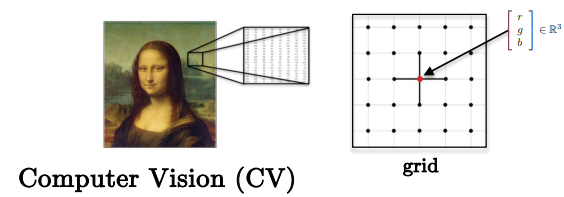 r
g
b
∈ ℝ³
grid
Computer Vision (CV)